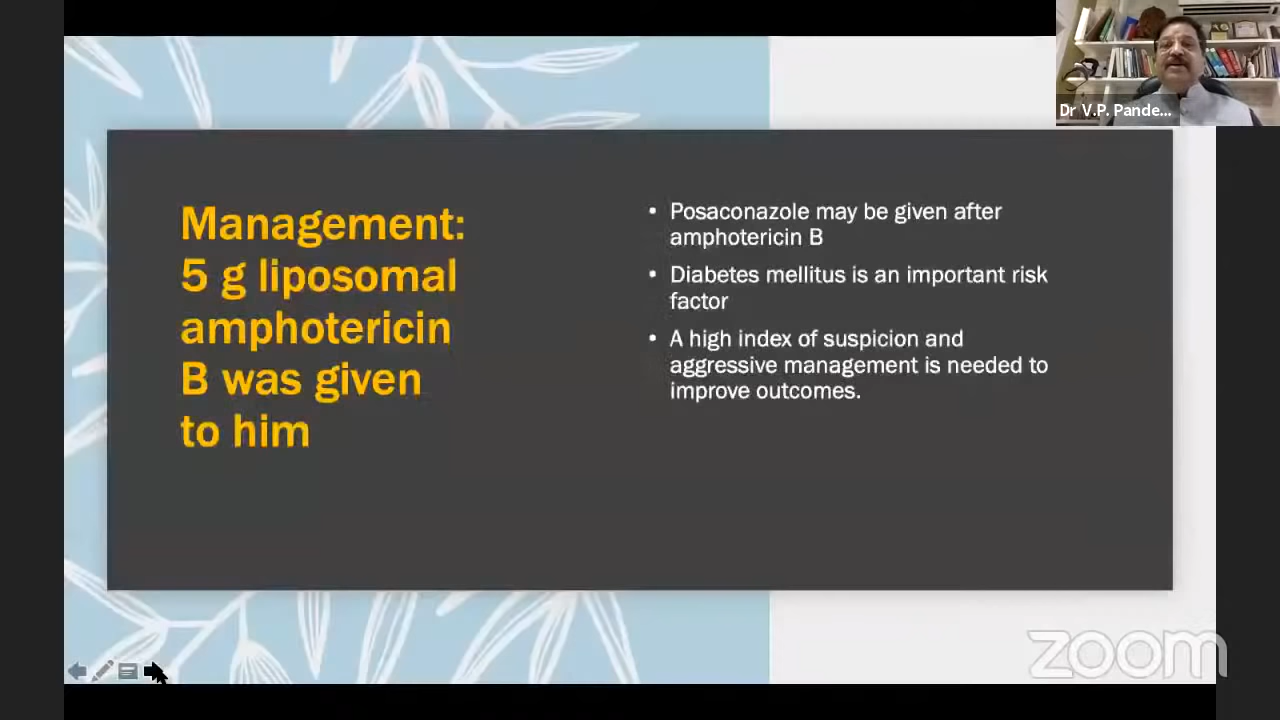 Dr V.P. Pande...
Management:
5 g liposomal
amphotericin
B was given
to him
• Posaconazole may be given after
amphotericin B
• Diabetes mellitus is an important risk
factor
• A high index of suspicion and
aggressive management is needed to
improve outcomes.
zoom